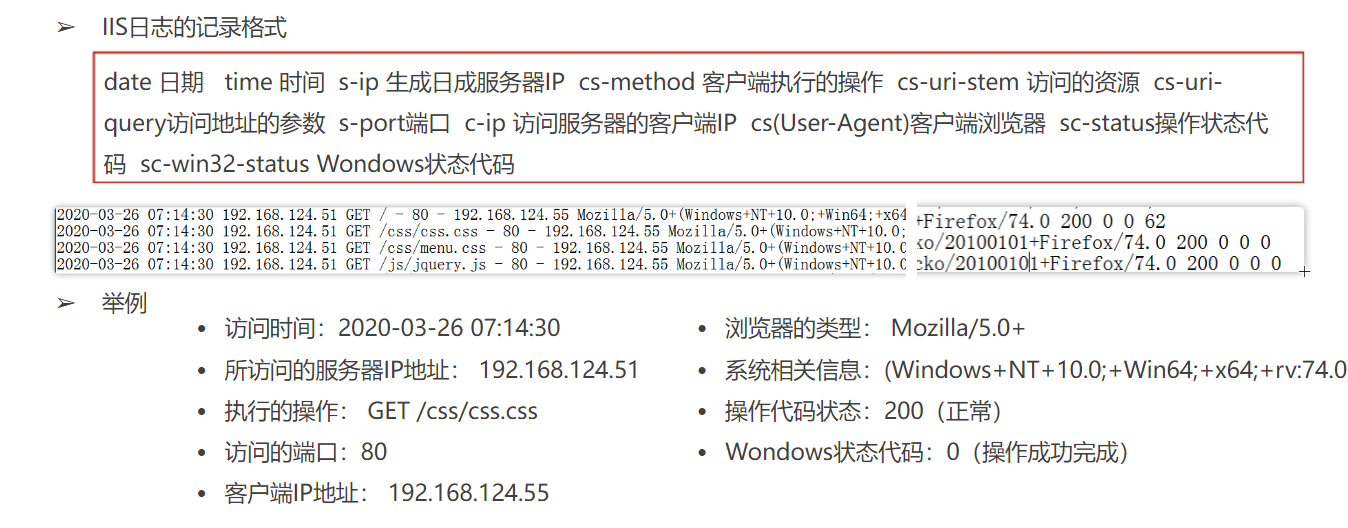 ➢ IIS日志的记录格式
date 日期 time 时间 s-ip 生成日成服务器IP cs-method 客户端执行的操作 cs-uri-stem 访问的资源 cs-uri-
query访问地址的参数 s-port端口 c-ip 访问服务器的客户端IP cs(User-Agent)客户端浏览器 sc-status操作状态代
码 sc-win32-status Wondows状态代码
2020-03-26 07:14:30 192.168.124.51 GET / - 80 - 192.168.124.55 Mozilla/5.0+(Windows+NT+10.0;+Win64;+x64
2020-03-26 07:14:30 192.168.124.51 GET /css/css.css - 80 - 192.168.124.55 Mozilla/5.0+(Windows+NT+10.0;
2020-03-26 07:14:30 192.168.124.51 GET /css/menu.css - 80 - 192.168.124.55 Mozilla/5.0+(Windows+NT+10.0
2020-03-26 07:14:30 192.168.124.51 GET /js/jquery.js - 80 - 192.168.124.55 Mozilla/5.0+(Windows+NT+10.0
+Firefox/74.0 200 0 0 62
cko/20100101+Firefox/74.0 200 0 0 0
cko/20100101+Firefox/74.0 200 0 0 0
➢ 举例
• 访问时间：2020-03-26 07:14:30
• 所访问的服务器IP地址： 192.168.124.51
• 执行的操作： GET /css/css.css
• 访问的端口：80
• 客户端IP地址： 192.168.124.55
• 浏览器的类型： Mozilla/5.0+
• 系统相关信息：(Windows+NT+10.0;+Win64;+x64;+rv:74.0
• 操作代码状态：200（正常）
• Wondows状态代码：0（操作成功完成）